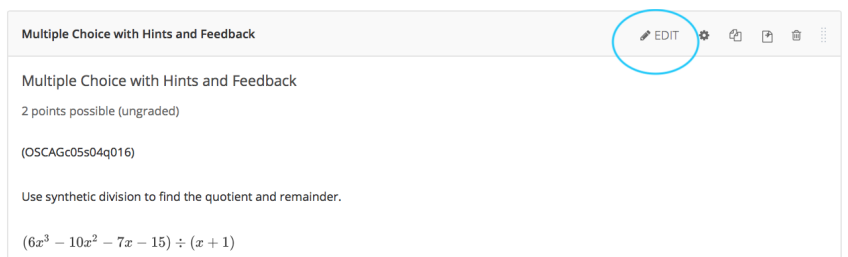 Multiple Choice with Hints and Feedback EDIT
Multiple Choice with Hints and Feedback
2 points possible (ungraded)
(OSCAGc05s04q016)
Use synthetic division to find the quotient and remainder.
(6x³ − 10x² − 7x − 15) ÷ (x + 1)